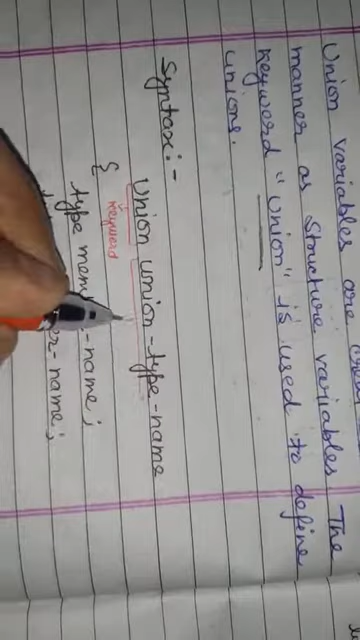 Union variables are
manner as structure variables The
keyword "union" is used to define
unions.
Syntax:-
Union union-type-name
keyword
{
type mem -name;
er-name;